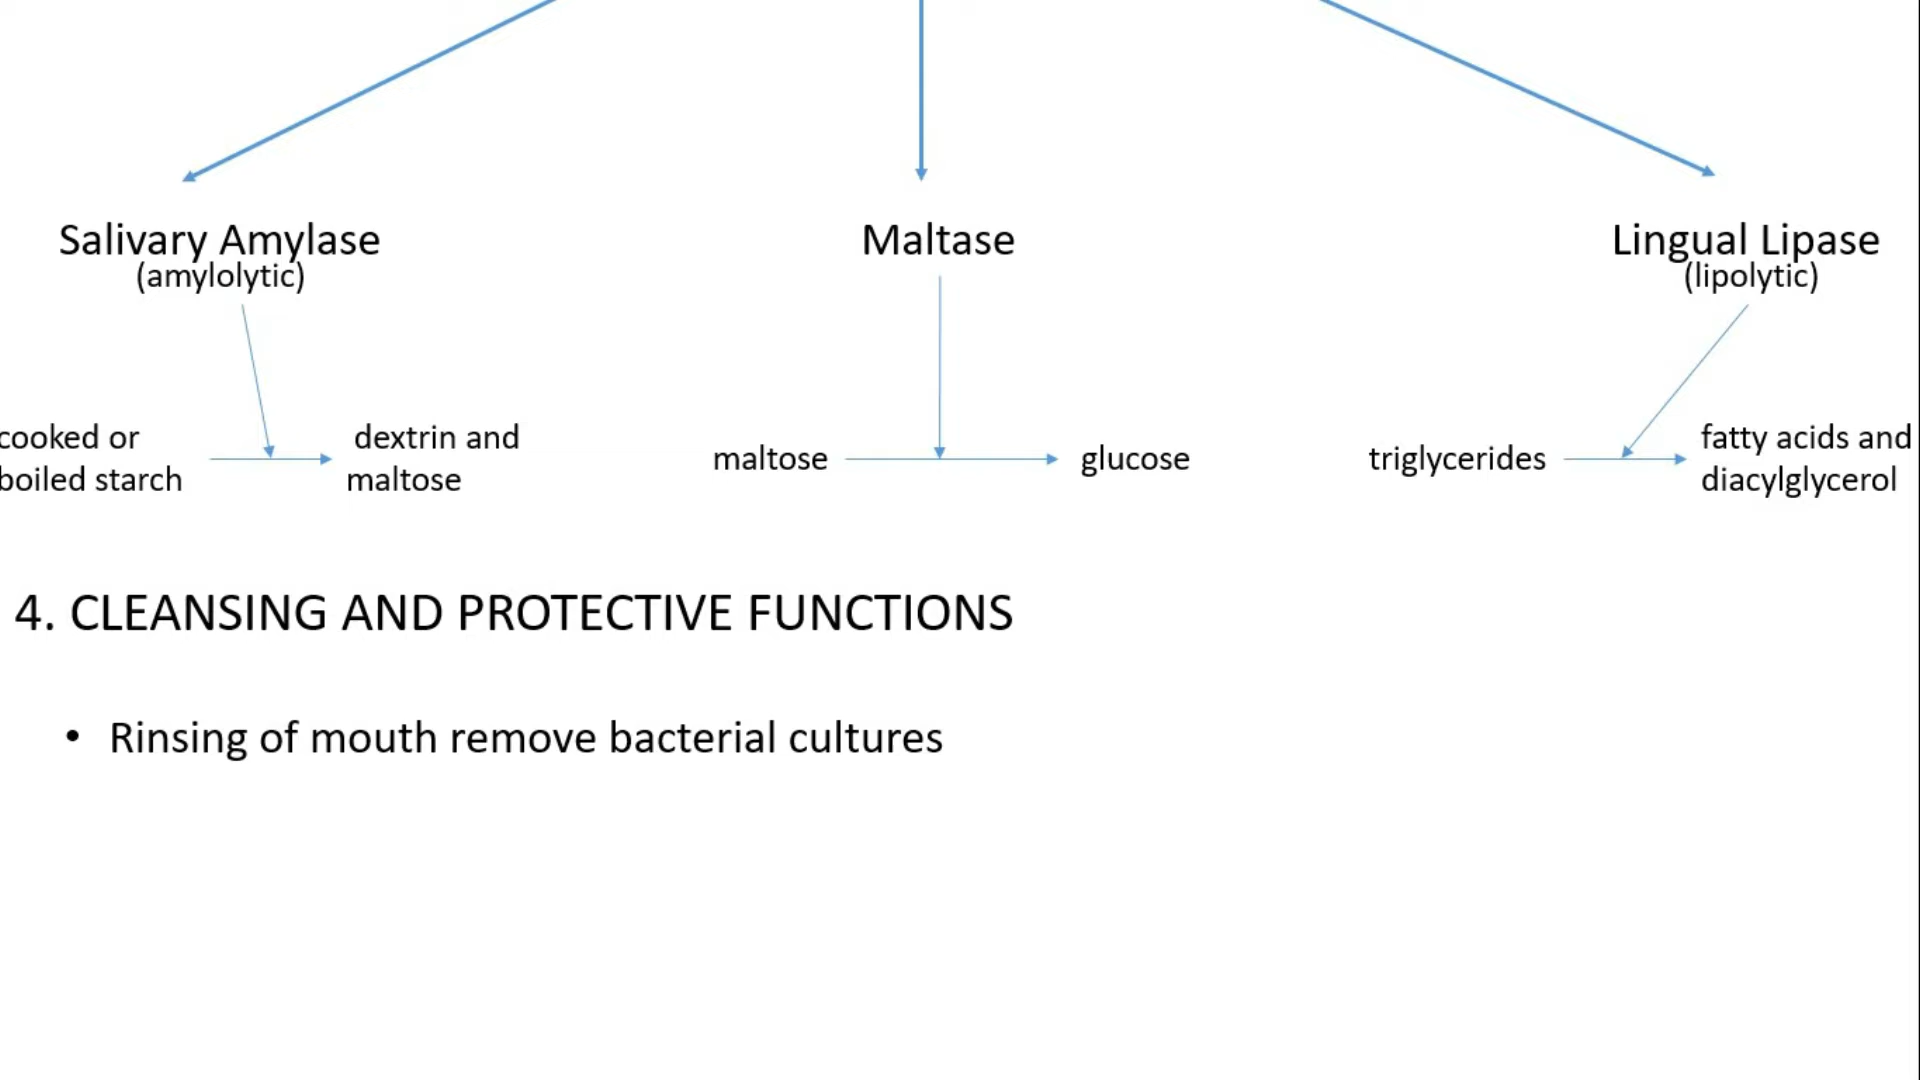 Salivary Amylase
(amylolytic)
Maltase
Lingual Lipase
(lipolytic)
cooked or
boiled starch
dextrin and
maltose
maltose
glucose
triglycerides
fatty acids and
diacylglycerol
4. CLEANSING AND PROTECTIVE FUNCTIONS
• Rinsing of mouth remove bacterial cultures